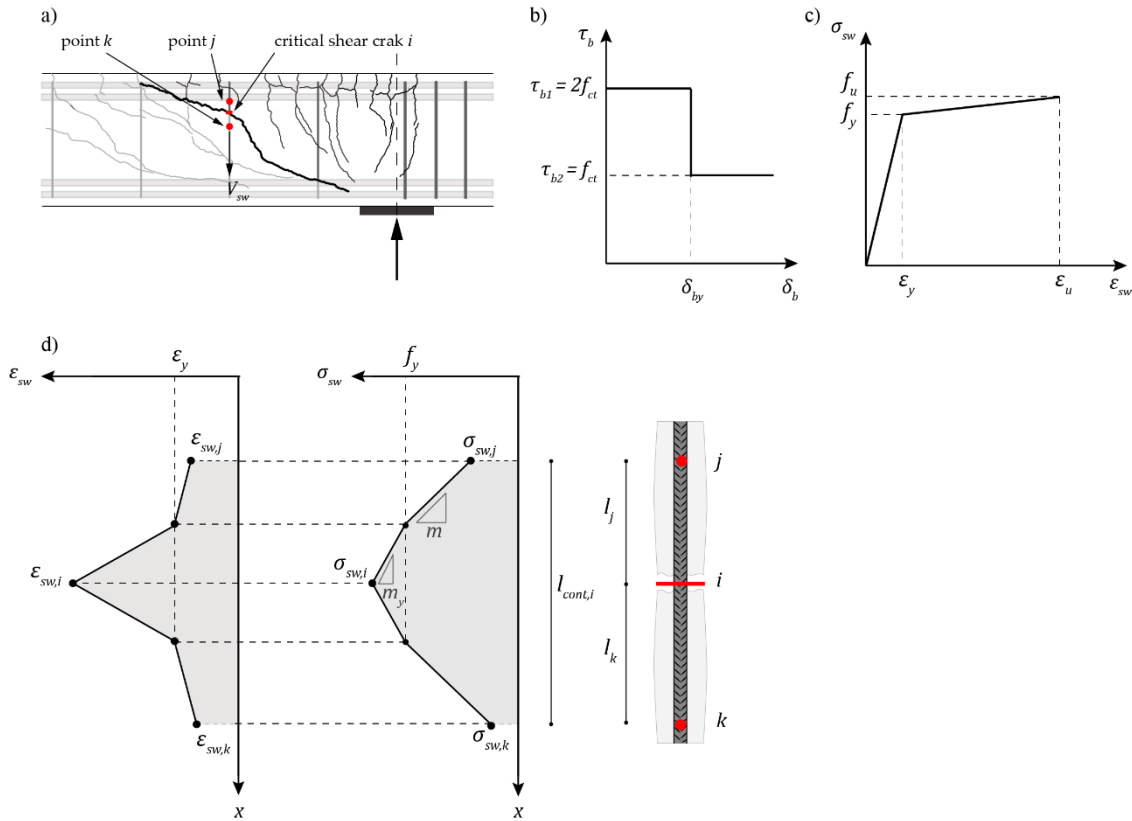 a)
point k
point j
critical shear crak i
V_sw
b)
τ_b
τ_b1 = 2f_ct
τ_b2 = f_ct
δ_by
δ_b
c)
σ_sw
f_u
f_y
ε_y
ε_u
ε_sw
d)
ε_sw
ε_y
ε_sw,j
ε_sw,i
ε_sw,k
x
σ_sw
f_y
σ_sw,j
m
σ_sw,i
m_y
σ_sw,k
x
l_cont,i
l_j
l_k
j
i
k